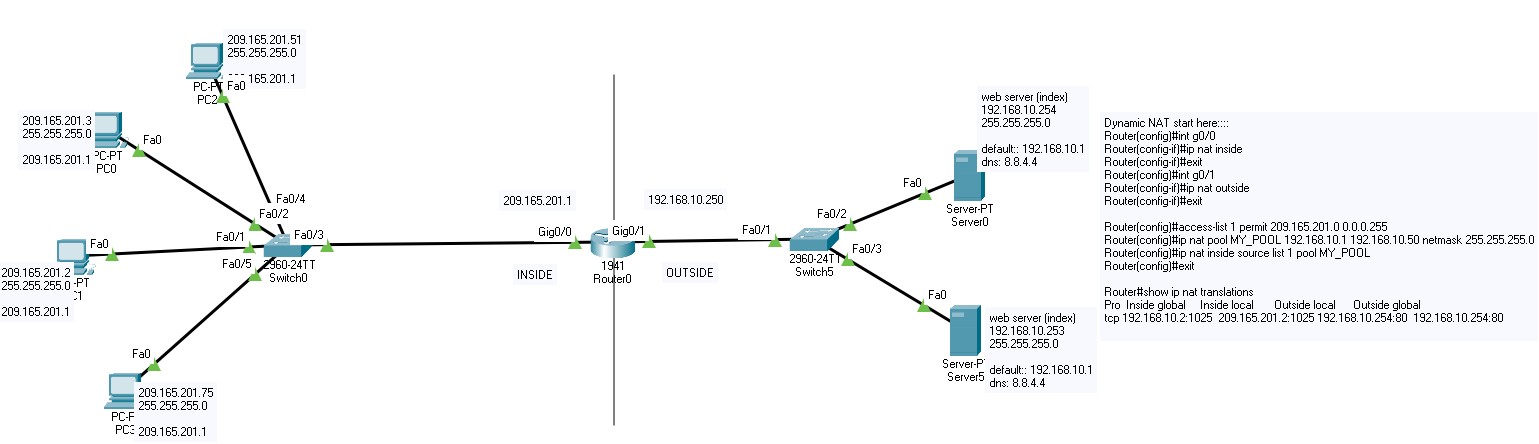 209.165.201.51
255.255.255.0
165.201.1
Fa0
PC2
209.165.201.3
255.255.255.0
209.165.201.1
Fa0
PC-PT
PC0
Fa0/4
Fa0/2
Fa0
Fa0/1
Fa0/3
Fa0/5
2960-24TT
Switch0
209.165.201.2
255.255.255.0
209.165.201.1
Fa0
209.165.201.75
255.255.255.0
209.165.201.1
209.165.201.1
192.168.10.250
Gig0/0
Gig0/1
1941
Router0
INSIDE
OUTSIDE
Fa0/1
Fa0/2
Fa0/3
2960-24TT
Switch5
web server (index)
192.168.10.254
255.255.255.0
default:: 192.168.10.1
dns: 8.8.4.4
Fa0
Server-PT
Server0
Fa0
web server (index)
192.168.10.253
255.255.255.0
default:: 192.168.10.1
dns: 8.8.4.4
Server5
Dynamic NAT start here::::
Router(config)#int g0/0
Router(config-if)#ip nat inside
Router(config-if)#exit
Router(config)#int g0/1
Router(config-if)#ip nat outside
Router(config-if)#exit
Router(config)#access-list 1 permit 209.165.201.0 0.0.0.255
Router(config)#ip nat pool MY_POOL 192.168.10.1 192.168.10.50 netmask 255.255.255.0
Router(config)#ip nat inside source list 1 pool MY_POOL
Router(config)#exit
Router#show ip nat translations
Pro Inside global Inside local Outside local Outside global
tcp 192.168.10.2:1025 209.165.201.2:1025 192.168.10.254:80 192.168.10.254:80